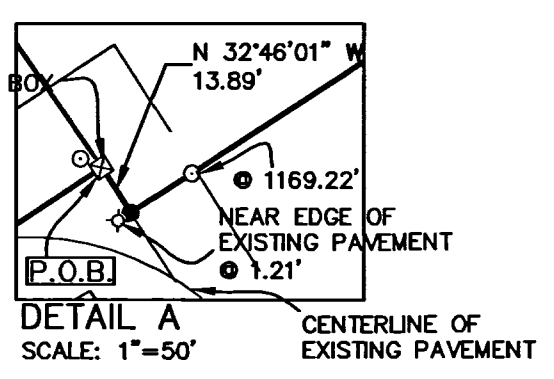 N 32°46'01" W
13.89'
BOX
@ 1169.22'
NEAR EDGE OF
EXISTING PAVEMENT
@ 1.21'
P.O.B.
DETAIL A
SCALE: 1"=50'
CENTERLINE OF
EXISTING PAVEMENT